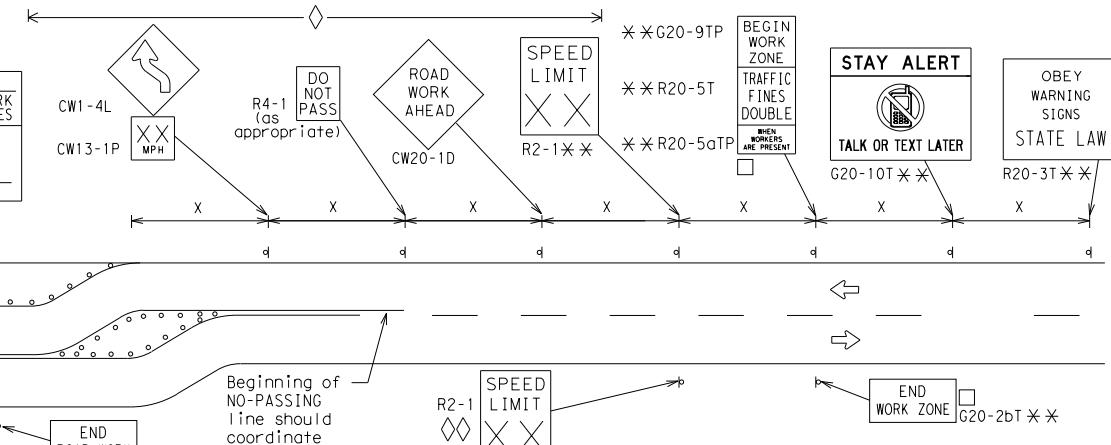 CW1-4L
X X
MPH
CW13-1P
R4-1
(as
appropriate)
DO
NOT
PASS
ROAD
WORK
AHEAD
CW20-1D
SPEED
LIMIT
X X
R2-1**
**G20-9TP
**R20-5T
**R20-5aTP
BEGIN
WORK
ZONE
TRAFFIC
FINES
DOUBLE
WHEN
WORKERS
ARE PRESENT
STAY ALERT
TALK OR TEXT LATER
G20-10T**
OBEY
WARNING
SIGNS
STATE LAW
R20-3T**
X X X X X X X
Beginning of
NO-PASSING
line should
coordinate
R2-1
SPEED
LIMIT
X X
END
WORK ZONE
G20-2bT **
END